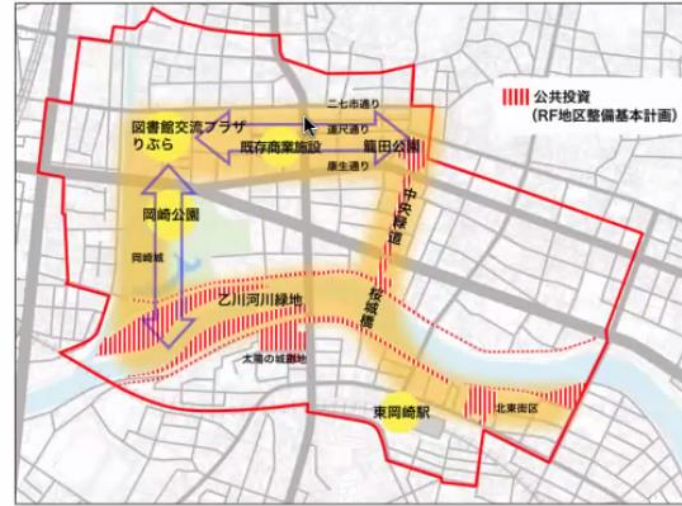 公共投資
(RF地区整備基本計画)
二七市通り
図書館交流プラザ
りぶら
連尺通り
既存商業施設
籠田公園
康生通り
中央緑道
岡崎公園
岡崎城
乙川河川緑地
桜城橋
太陽の城跡地
東岡崎駅
北東街区